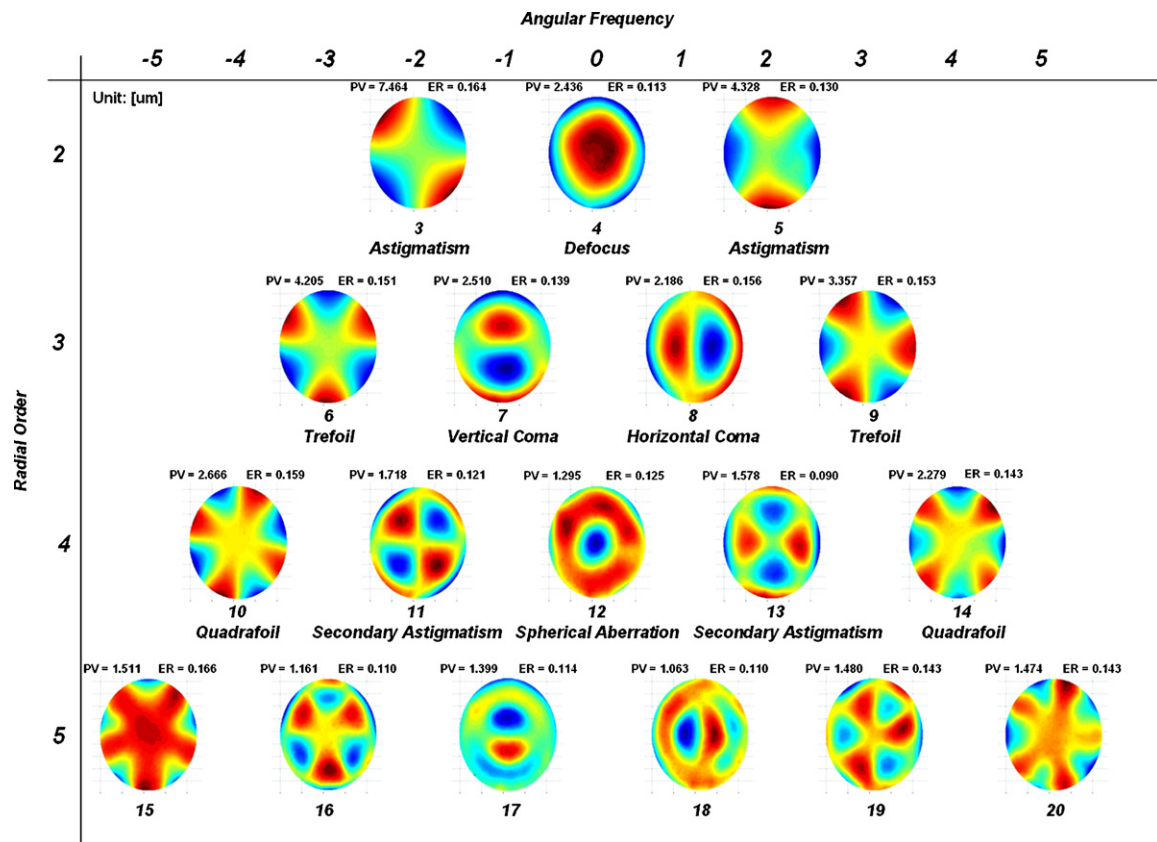 Angular Frequency
-5 -4 -3 -2 -1 0 1 2 3 4 5
Unit: [um]
Radial Order
2
PV = 7.464 ER = 0.164 PV = 2.436 ER = 0.113 PV = 4.328 ER = 0.130
3 4 5
Astigmatism Defocus Astigmatism
3
PV = 4.205 ER = 0.151 PV = 2.510 ER = 0.139 PV = 2.186 ER = 0.156 PV = 3.357 ER = 0.153
6 7 8 9
Trefoil Vertical Coma Horizontal Coma Trefoil
4
PV = 2.666 ER = 0.159 PV = 1.718 ER = 0.121 PV = 1.295 ER = 0.125 PV = 1.578 ER = 0.090 PV = 2.279 ER = 0.143
10 11 12 13 14
Quadrafoil Secondary Astigmatism Spherical Aberration Secondary Astigmatism Quadrafoil
5
PV = 1.511 ER = 0.166 PV = 1.161 ER = 0.110 PV = 1.399 ER = 0.114 PV = 1.063 ER = 0.110 PV = 1.480 ER = 0.143 PV = 1.474 ER = 0.143
15 16 17 18 19 20